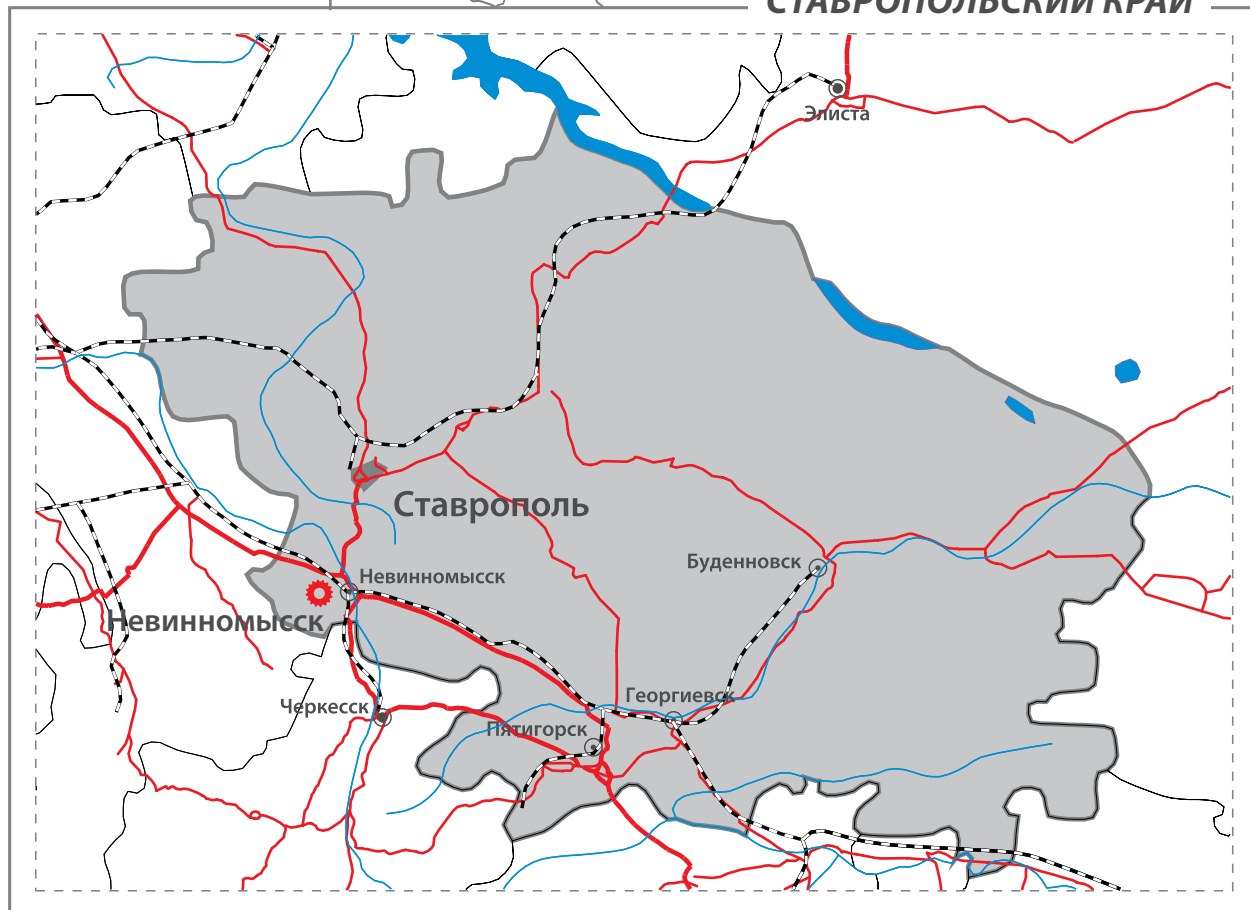 СТАВРОПОЛЬСКИЙ КРАЙ
Элиста
Ставрополь
Буденновск
Невинномысск
Невинномысск
Георгиевск
Черкесск
Пятигорск